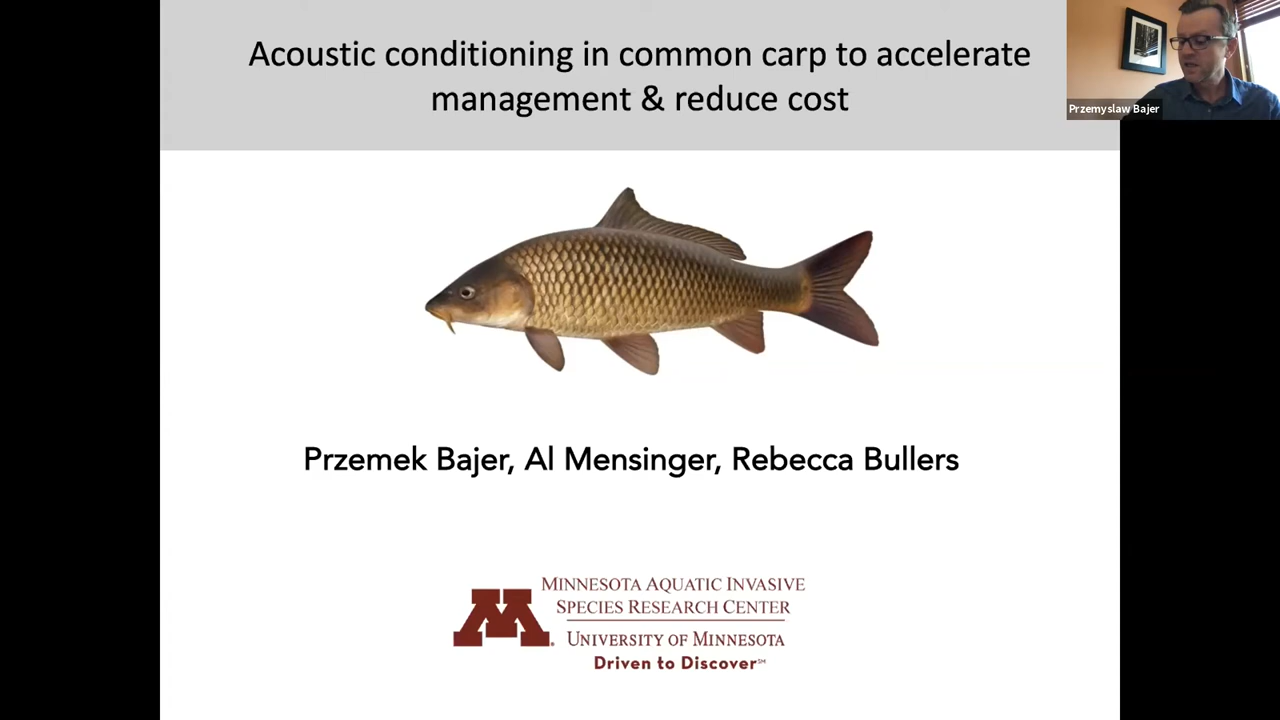 Acoustic conditioning in common carp to accelerate
management & reduce cost
Przemyslaw Bajer
Przemek Bajer, Al Mensinger, Rebecca Bullers
MINNESOTA AQUATIC INVASIVE
SPECIES RESEARCH CENTER
M
UNIVERSITY OF MINNESOTA
Driven to Discover℠